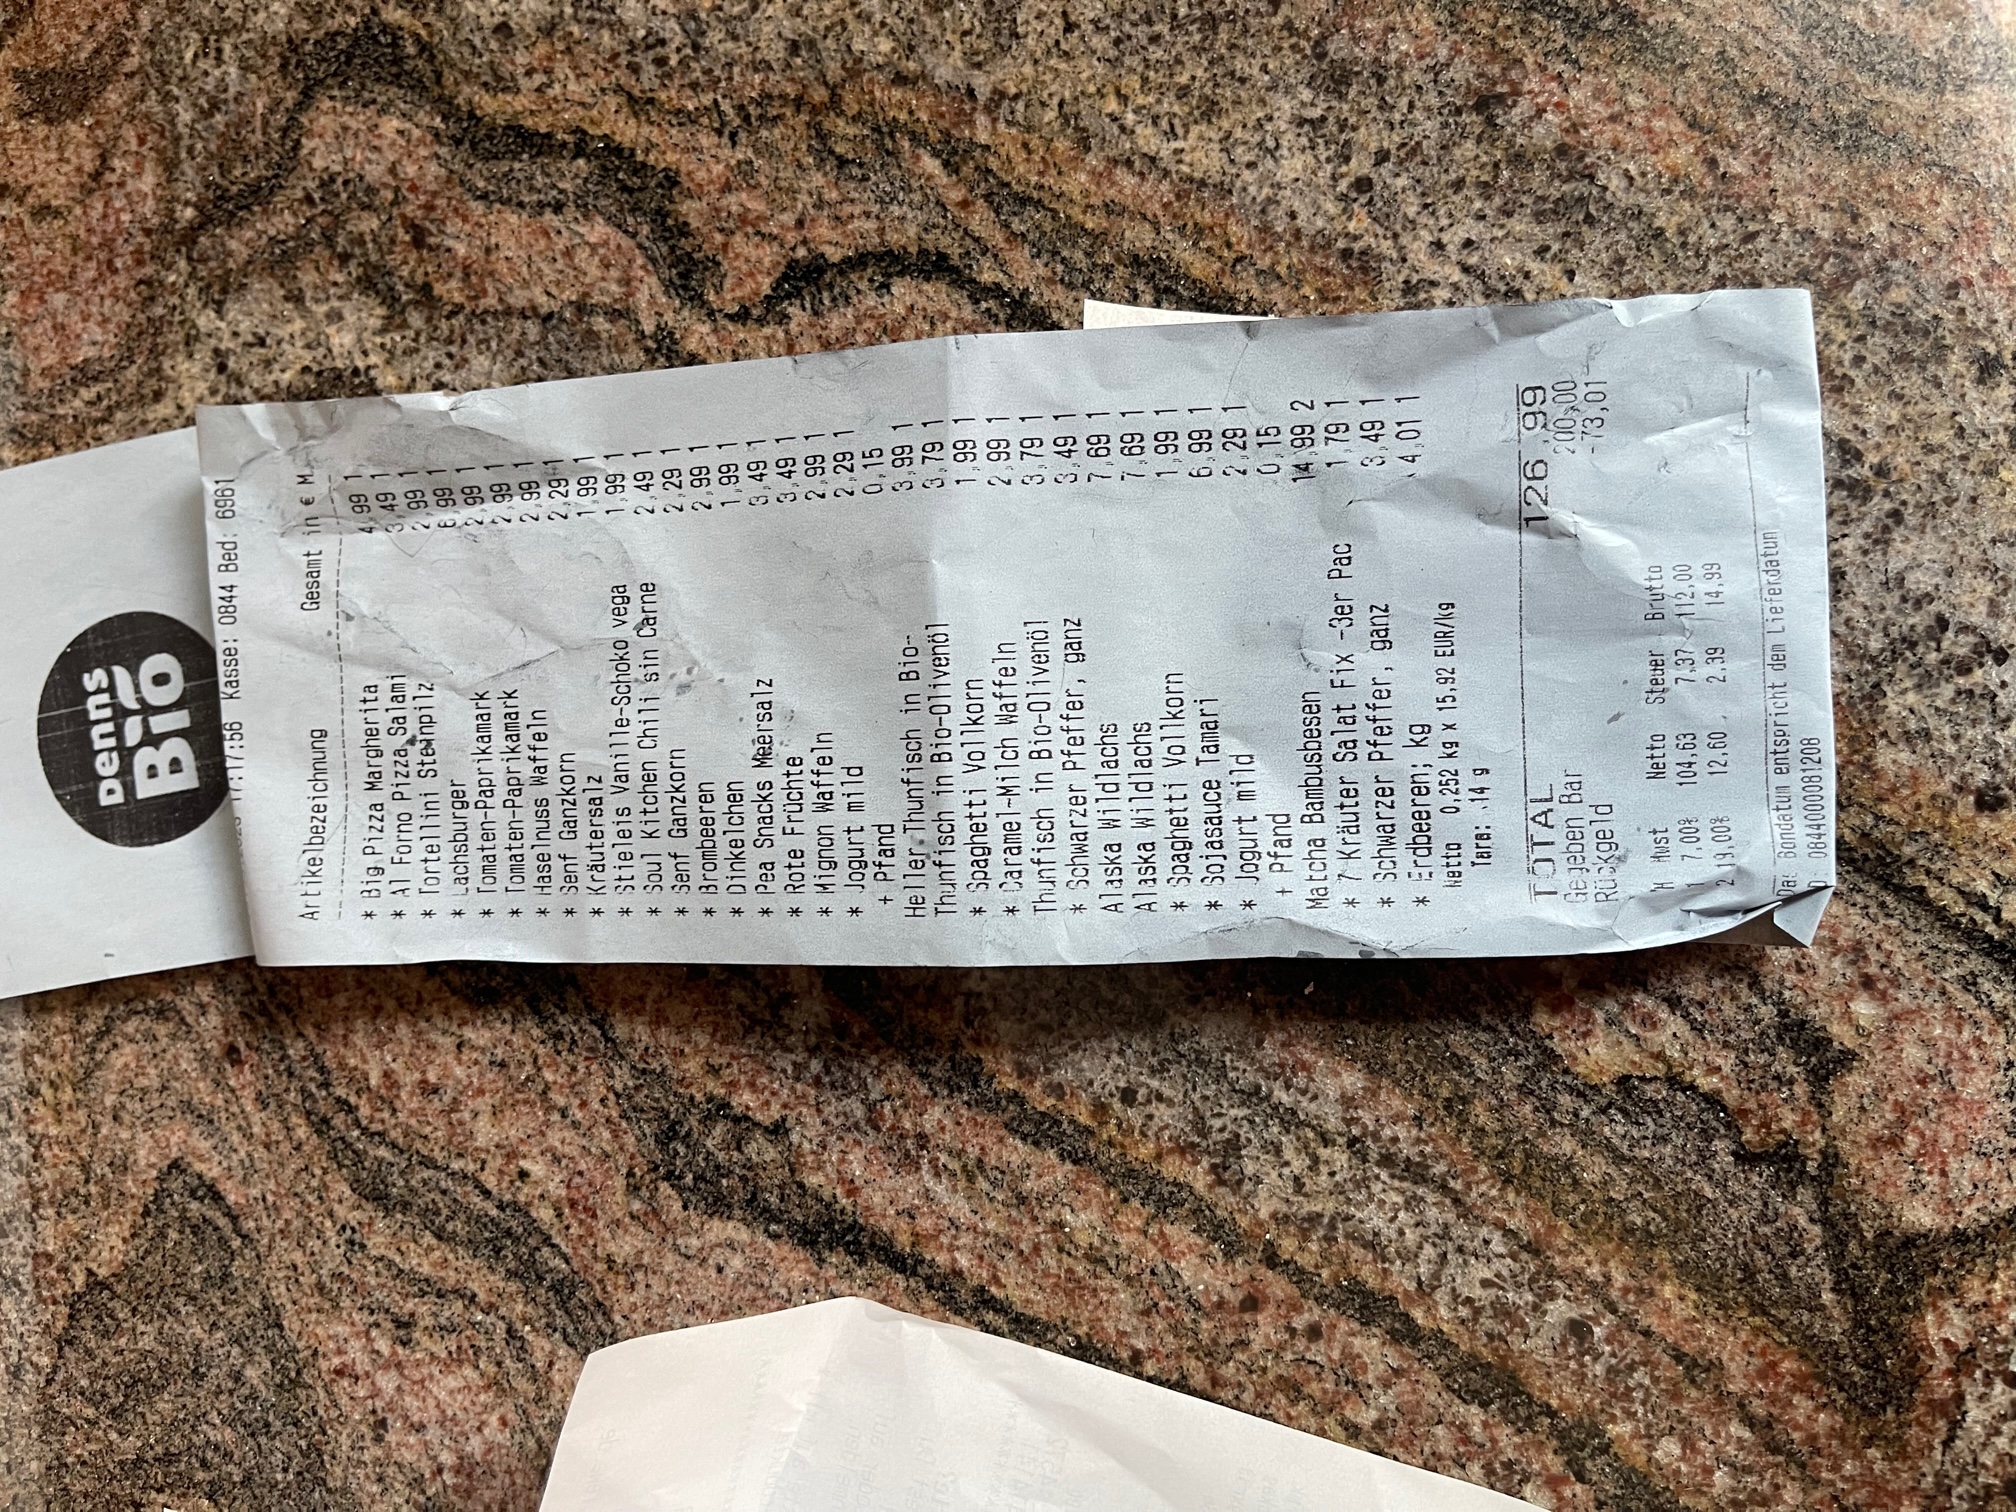 Denns
Bio
17:17:56 Kasse: 0844 Bed: 6961
Artikelbezeichnung Gesamt in € M.
* Big Pizza Margherita 4,99 1
* Al Forno Pizza Salami 3,49 1
* Tortellini Steinpilz 2,99 1
* Lachsburger 6,99 1
* Tomaten-Paprikamark 2,99 1
* Tomaten-Paprikamark 2,99 1
* Haselnuss Waffeln 2,99 1
* Senf Ganzkorn 2,29 1
* Kräutersalz 1,99 1
* Stieleis Vanille-Schoko vega 1,99 1
* Soul Kitchen Chili sin Carne 2,49 1
* Senf Ganzkorn 2,29 1
* Brombeeren 2,99 1
* Dinkelchen 1,99 1
* Pea Snacks Meersalz 3,49 1
* Rote Früchte 3,49 1
* Mignon Waffeln 2,99 1
* Jogurt mild 2,29 1
+ Pfand 0,15
Heller Thunfisch in Bio-- 3,99 1
Thunfisch in Bio-Olivenöl 3,79 1
* Spaghetti Vollkorn 1,99 1
* Caramel-Milch Waffeln 2,99 1
Thunfisch in Bio-Olivenöl 3,79 1
* Schwarzer Pfeffer, ganz 3,49 1
Alaska Wildlachs 7,69 1
Alaska Wildlachs 7,69 1
* Spaghetti Vollkorn 1,99 1
* Sojasauce Tamari 6,99 1
* Jogurt mild 2,29 1
+ Pfand 0,15
Matcha Bambusbesen 14,99 2
* 7 Kräuter Salat Fix -3er Pac 1,79 1
* Schwarzer Pfeffer, ganz 3,49 1
* Erdbeeren; kg 4,01 1
Netto 0,252 kg x 15,92 EUR/kg
Tara: 14 g
TOTAL 126,99
Gegeben Bar 200,00
Rückgeld -73,01
M Mwst Netto Steuer Brutto
1 7,00% 104,63 7,37 112,00
2 19,00% 12,60 2,39 14,99
Das Bondatum entspricht dem Lieferdatum
084400081208